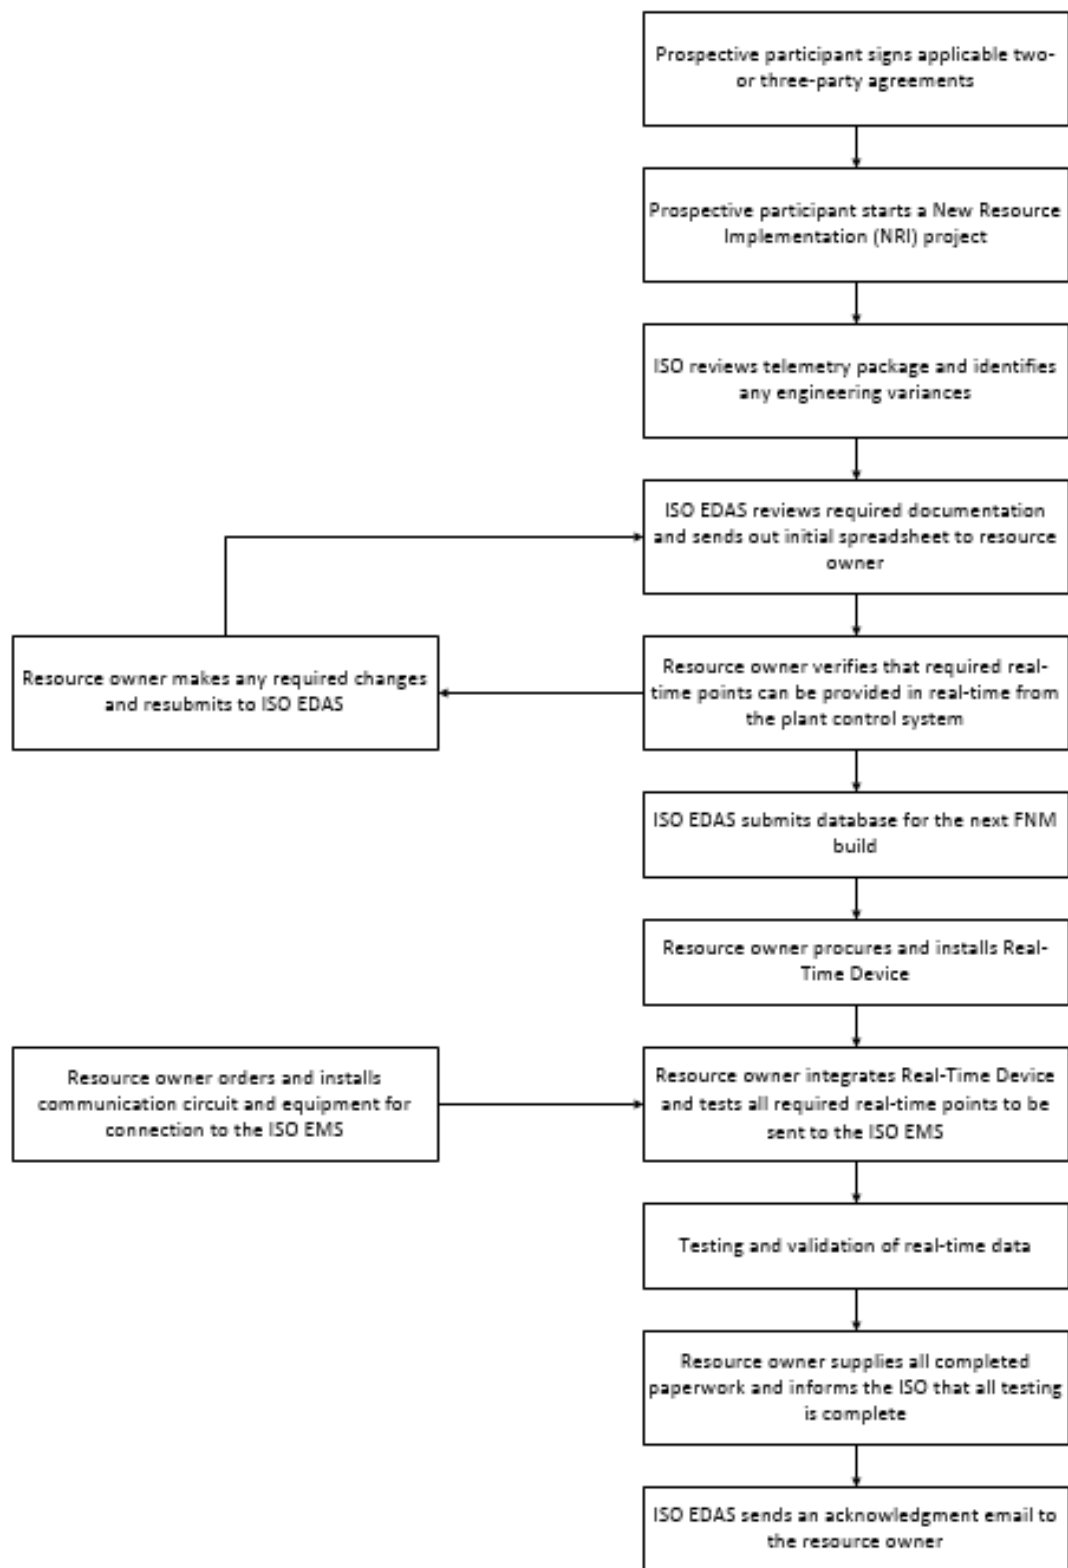 Prospective participant signs applicable two-
or three-party agreements
Prospective participant starts a New Resource
Implementation (NRI) project
ISO reviews telemetry package and identifies
any engineering variances
ISO EDAS reviews required documentation
and sends out initial spreadsheet to resource
owner
Resource owner makes any required changes
and resubmits to ISO EDAS
Resource owner verifies that required real-
time points can be provided in real-time from
the plant control system
ISO EDAS submits database for the next FNM
build
Resource owner procures and installs Real-
Time Device
Resource owner orders and installs
communication circuit and equipment for
connection to the ISO EMS
Resource owner integrates Real-Time Device
and tests all required real-time points to be
sent to the ISO EMS
Testing and validation of real-time data
Resource owner supplies all completed
paperwork and informs the ISO that all testing
is complete
ISO EDAS sends an acknowledgment email to
the resource owner